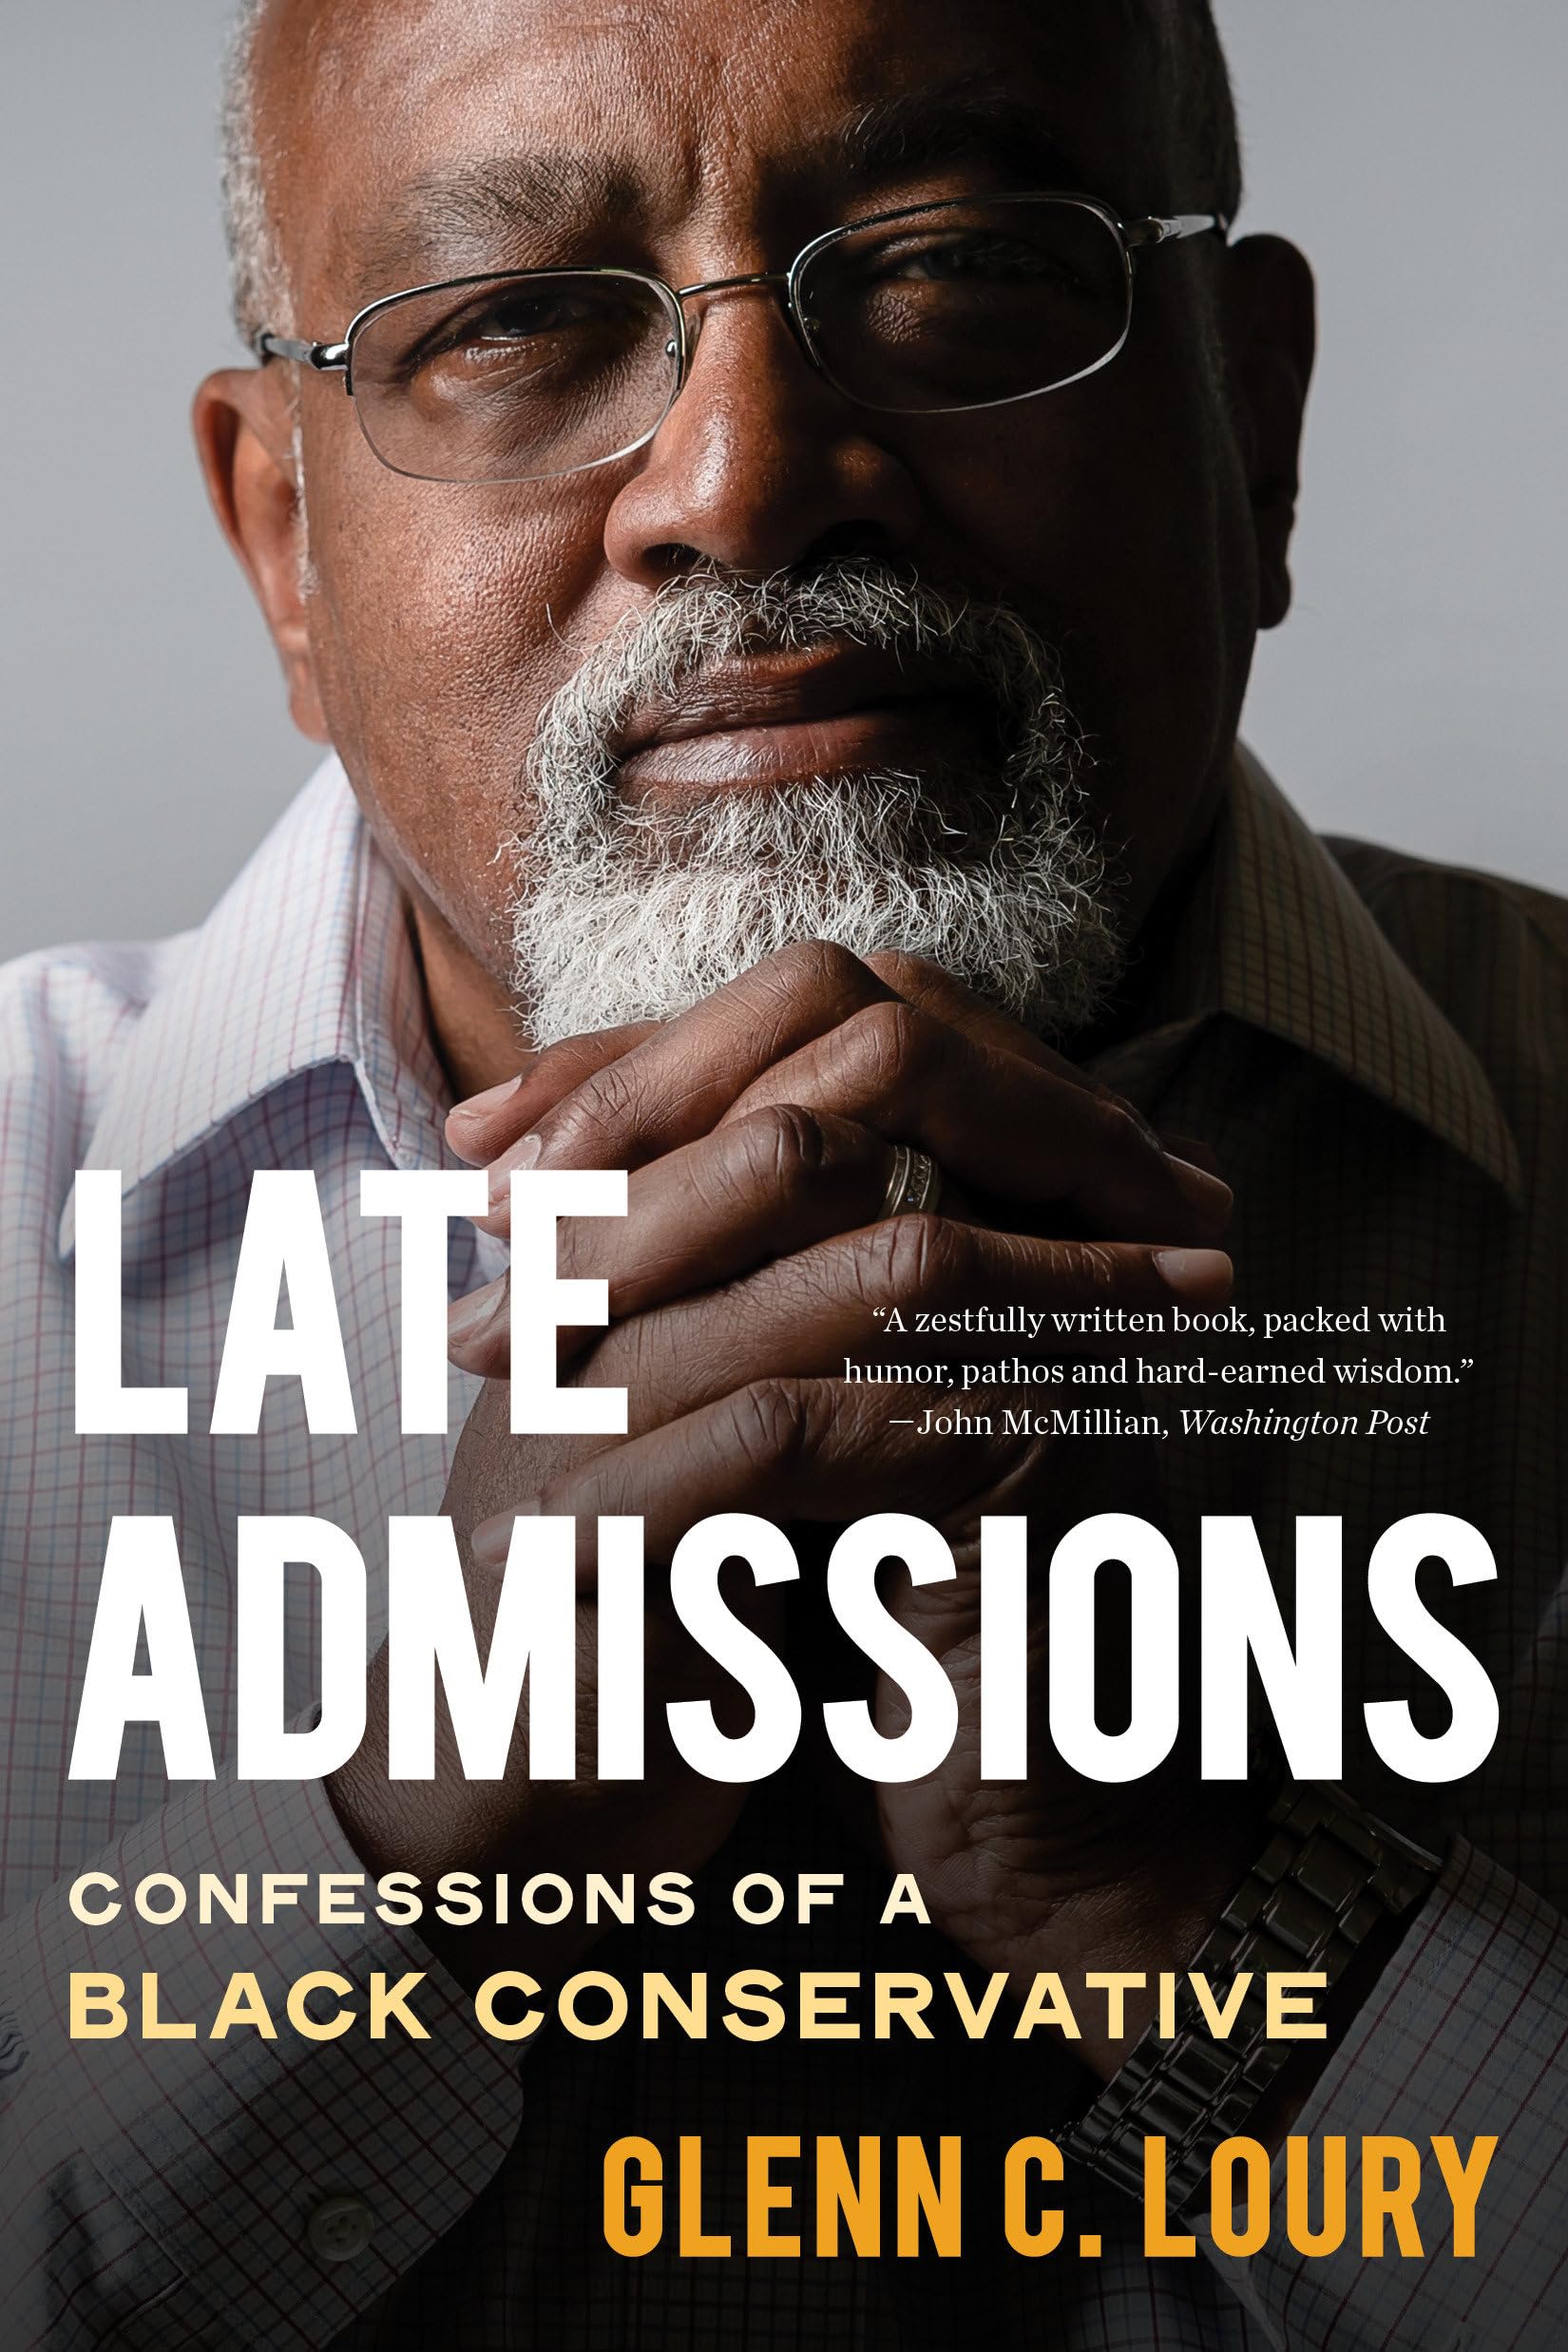 LATE
“A zestfully written book, packed with
humor, pathos and hard-earned wisdom.”
—John McMillian, Washington Post
ADMISSIONS
CONFESSIONS OF A
BLACK CONSERVATIVE
GLENN C. LOURY